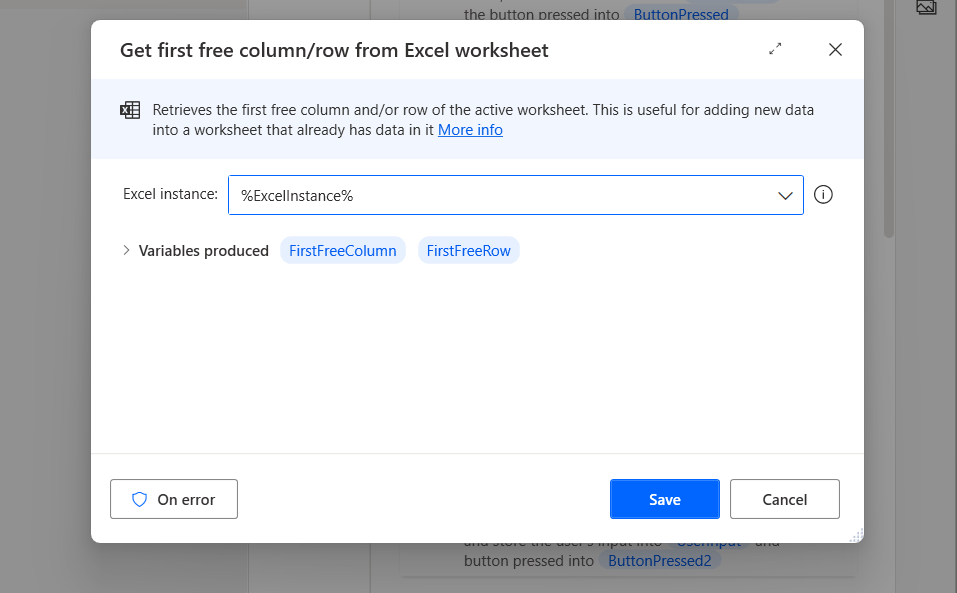 the button pressed into ButtonPressed
Get first free column/row from Excel worksheet
Retrieves the first free column and/or row of the active worksheet. This is useful for adding new data
into a worksheet that already has data in it More info
Excel instance: %ExcelInstance%
Variables produced FirstFreeColumn FirstFreeRow
On error Save Cancel
and store the user's input into UserInput and
button pressed into ButtonPressed2